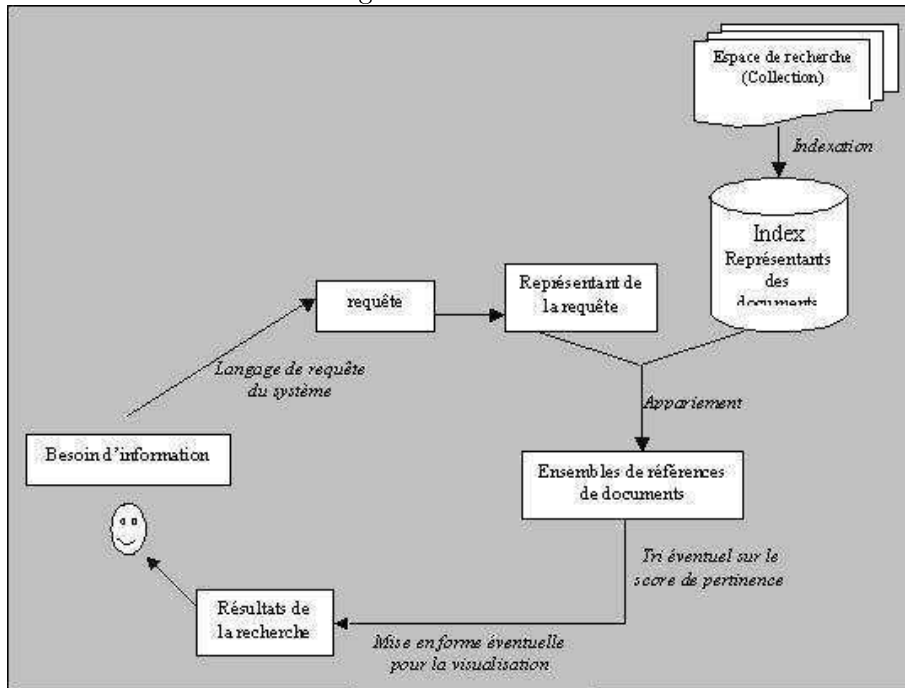 Espace de recherche
(Collection)
Indexation
Index
Représentants
des
documents
requête
Représentant de
la requête
Langage de requête
du système
Appariement
Besoin d'information
Ensembles de références
de documents
Tri éventuel sur le
score de pertinence
Résultats de
la recherche
Mise en forme éventuelle
pour la visualisation